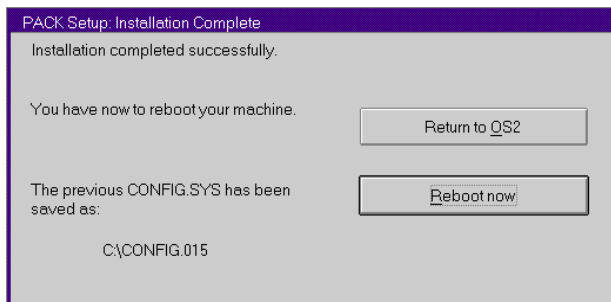 PACK Setup: Installation Complete
Installation completed successfully.
You have now to reboot your machine.
Return to OS2
The previous CONFIG.SYS has been
saved as:
Reboot now
C:\CONFIG.015